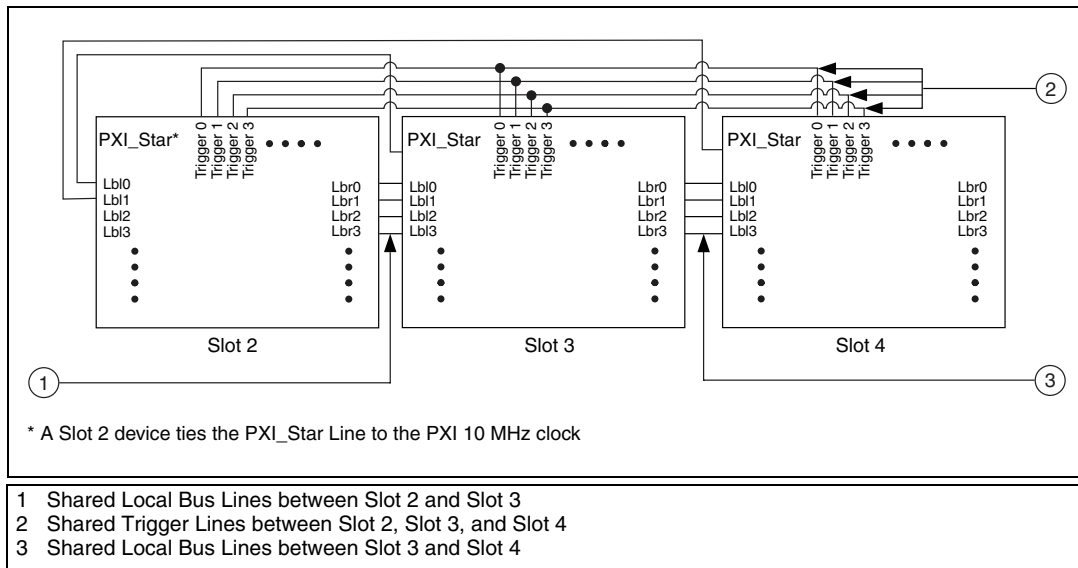 2
PXI_Star*
Trigger 0
Trigger 1
Trigger 2
Trigger 3
PXI_Star
Trigger 0
Trigger 1
Trigger 2
Trigger 3
PXI_Star
Trigger 0
Trigger 1
Trigger 2
Trigger 3
Lbl0
Lbl1
Lbl2
Lbl3
Lbr0
Lbr1
Lbr2
Lbr3
Lbl0
Lbl1
Lbl2
Lbl3
Lbr0
Lbr1
Lbr2
Lbr3
Lbl0
Lbl1
Lbl2
Lbl3
Lbr0
Lbr1
Lbr2
Lbr3
Slot 2
Slot 3
Slot 4
1
3
* A Slot 2 device ties the PXI_Star Line to the PXI 10 MHz clock
1 Shared Local Bus Lines between Slot 2 and Slot 3
2 Shared Trigger Lines between Slot 2, Slot 3, and Slot 4
3 Shared Local Bus Lines between Slot 3 and Slot 4